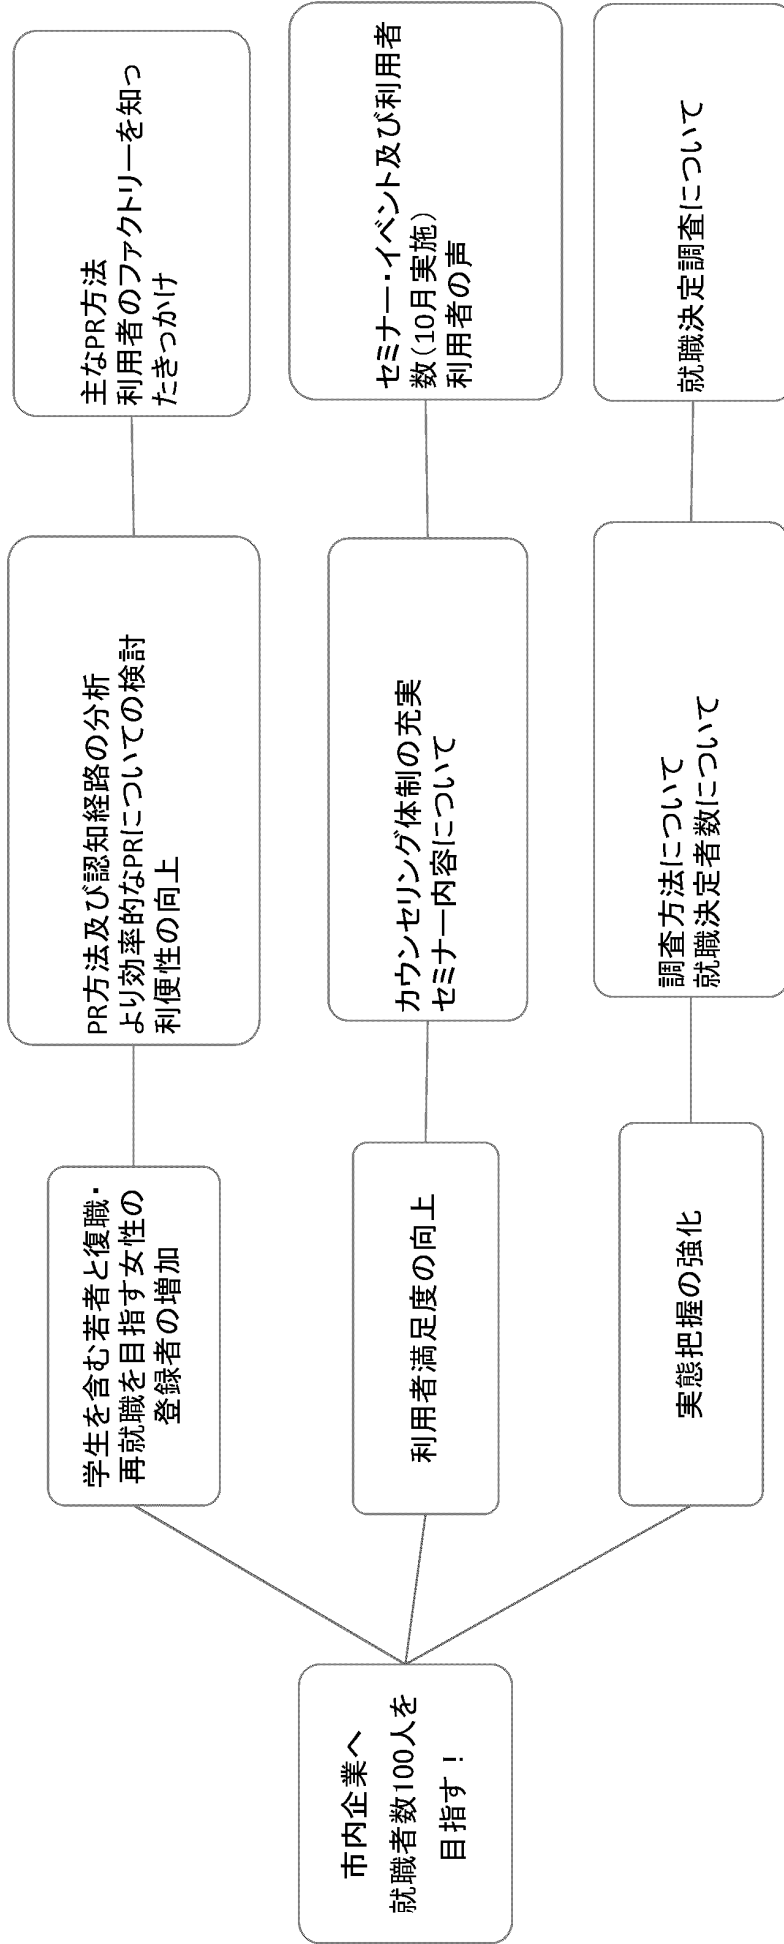 市内企業へ
就職者数100人を
目指す！
学生を含む若者と復職・
再就職を目指す女性の
登録者の増加
PR方法及び認知経路の分析
より効率的なPRについての検討
利便性の向上
主なPR方法
利用者のファクトリーを知っ
たきっかけ
利用者満足度の向上
カウンセリング体制の充実
セミナー内容について
セミナー・イベント及び利用者
数（10月実施）
利用者の声
実態把握の強化
調査方法について
就職決定者数について
就職決定調査について